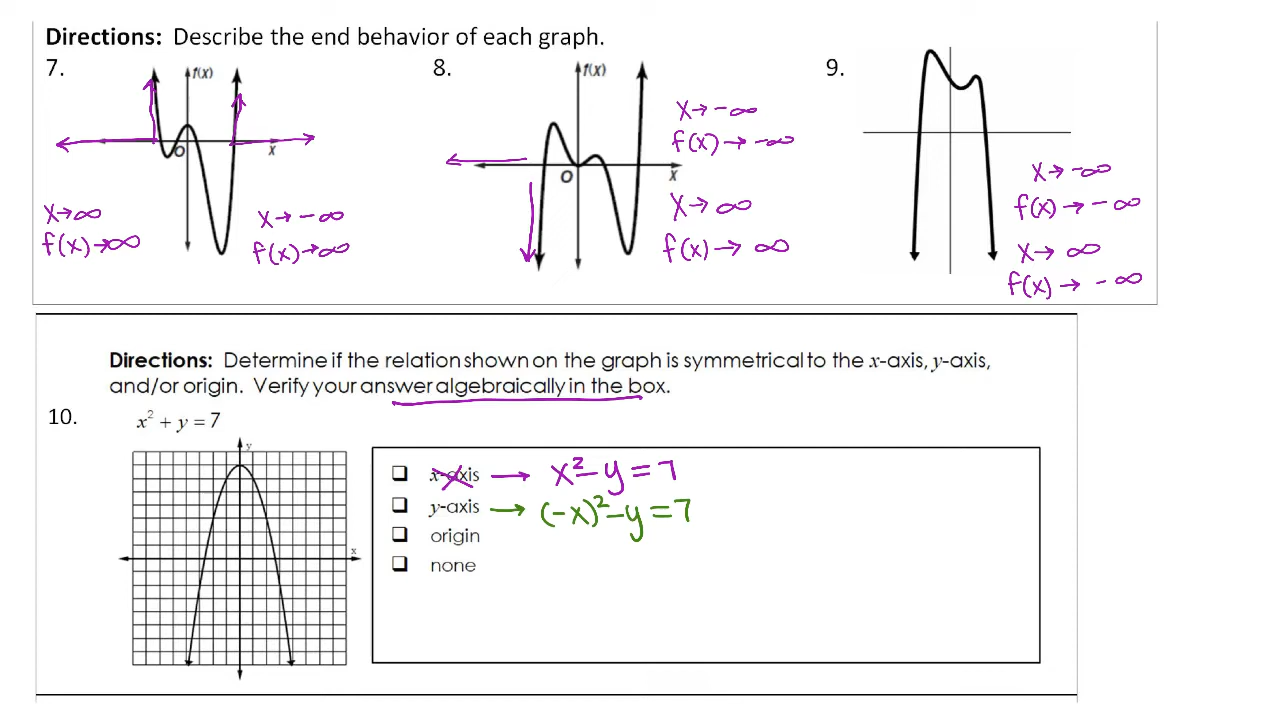 Directions: Describe the end behavior of each graph.
7.
f(x)
O
x
x→∞
f(x)→∞
x→-∞
f(x)→∞
8.
f(x)
O
x
x→-∞
f(x)→-∞
x→∞
f(x)→∞
9.
x→-∞
f(x)→-∞
x→∞
f(x)→-∞
Directions: Determine if the relation shown on the graph is symmetrical to the x-axis, y-axis,
and/or origin. Verify your answer algebraically in the box.
10.
x² + y = 7
y
x
❑ x-axis → x²-y=7
❑ y-axis → (-x)²-y=7
❑ origin
❑ none